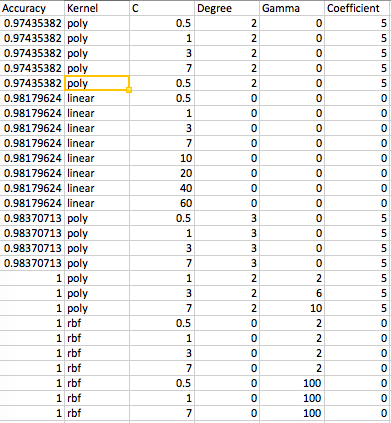 Accuracy Kernel C Degree Gamma Coefficient
0.97435382 poly 0.5 2 0 5
0.97435382 poly 1 2 0 5
0.97435382 poly 3 2 0 5
0.97435382 poly 7 2 0 5
0.97435382 poly 0.5 2 0 5
0.98179624 linear 0.5 0 0 0
0.98179624 linear 1 0 0 0
0.98179624 linear 3 0 0 0
0.98179624 linear 7 0 0 0
0.98179624 linear 10 0 0 0
0.98179624 linear 20 0 0 0
0.98179624 linear 40 0 0 0
0.98179624 linear 60 0 0 0
0.98370713 poly 0.5 3 0 5
0.98370713 poly 1 3 0 5
0.98370713 poly 3 3 0 5
0.98370713 poly 7 3 0 5
1 poly 1 2 2 5
1 poly 3 2 6 5
1 poly 7 2 10 5
1 rbf 0.5 0 2 0
1 rbf 1 0 2 0
1 rbf 3 0 2 0
1 rbf 7 0 2 0
1 rbf 0.5 0 100 0
1 rbf 1 0 100 0
1 rbf 7 0 100 0